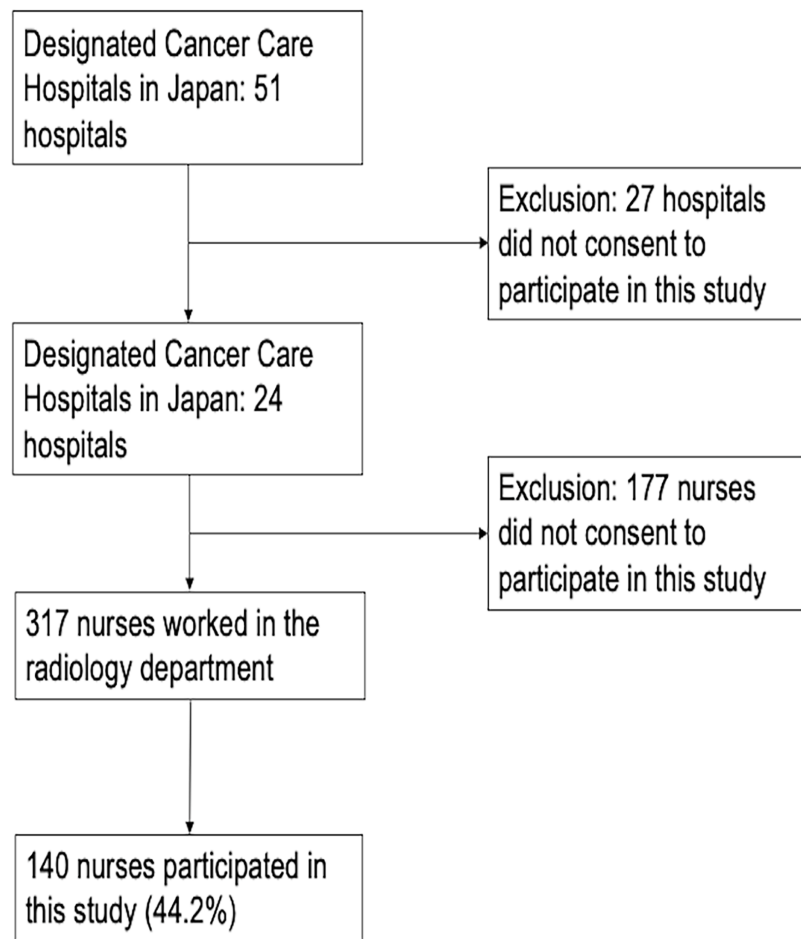 Designated Cancer Care
Hospitals in Japan: 51
hospitals
Exclusion: 27 hospitals
did not consent to
participate in this study
Designated Cancer Care
Hospitals in Japan: 24
hospitals
Exclusion: 177 nurses
did not consent to
participate in this study
317 nurses worked in the
radiology department
140 nurses participated in
this study (44.2%)